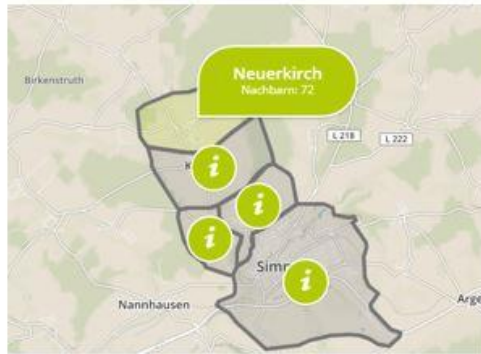 Neuerkirch
Nachbarn: 72
Birkenstruth
L 218
L 222
Nannhausen